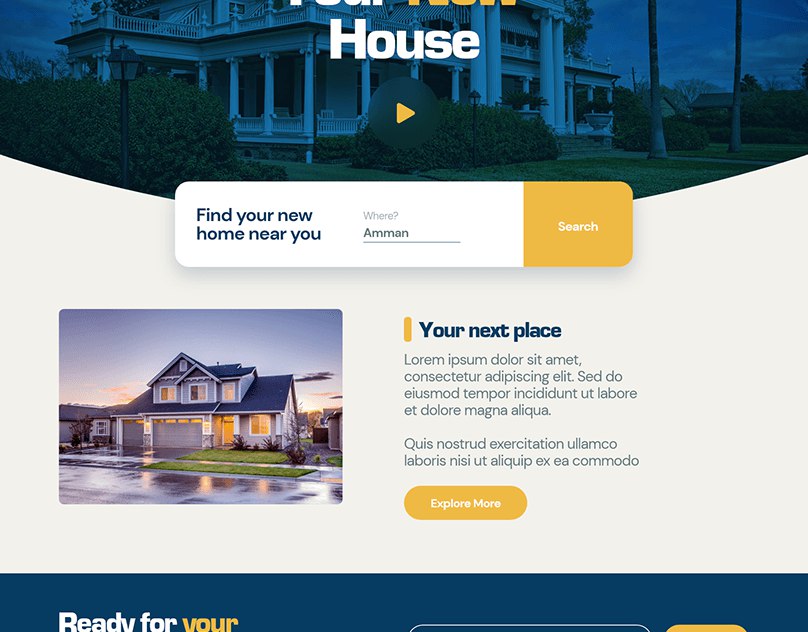 Your New
House
Find your new
home near you
Where?
Amman
Search
Your next place
Lorem ipsum dolor sit amet,
consectetur adipiscing elit. Sed do
eiusmod tempor incididunt ut labore
et dolore magna aliqua.
Quis nostrud exercitation ullamco
laboris nisi ut aliquip ex ea commodo
Explore More
Ready for your